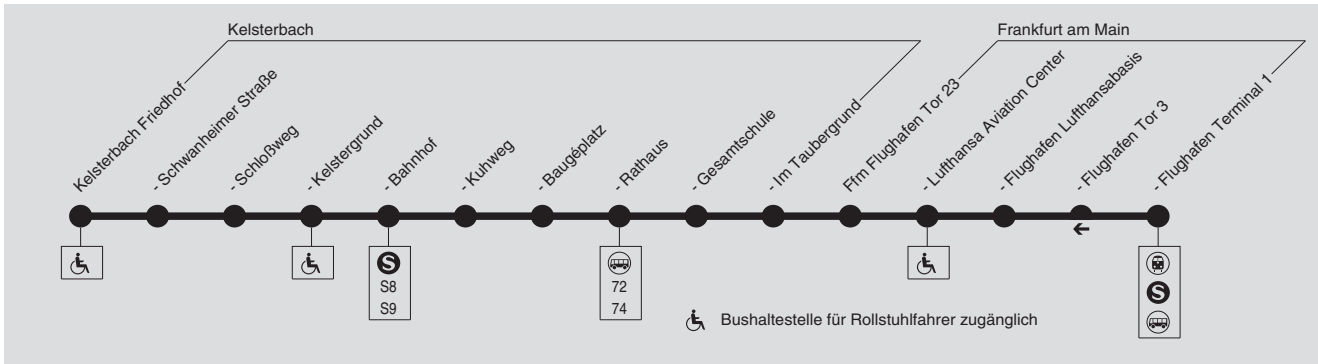 Kelsterbach
Frankfurt am Main
Kelsterbach Friedhof
- Schwanheimer Straße
- Schloßweg
- Kelstergrund
- Bahnhof
- Kuhweg
- Baugéplatz
- Rathaus
- Gesamtschule
- Im Taubergrund
Ffm Flughafen Tor 23
- Lufthansa Aviation Center
- Flughafen Lufthansabasis
- Flughafen Tor 3
- Flughafen Terminal 1
S
S8
S9
72
74
S
Bushaltestelle für Rollstuhlfahrer zugänglich